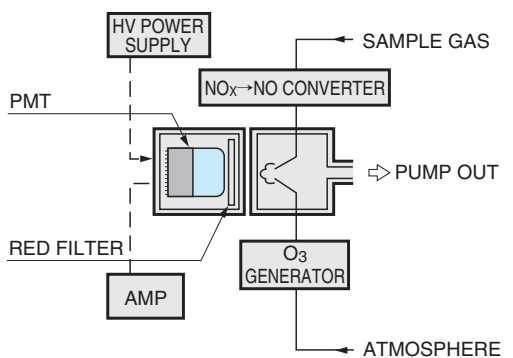 HV POWER
SUPPLY
SAMPLE GAS
NOx→NO CONVERTER
PMT
PUMP OUT
RED FILTER
O3
GENERATOR
AMP
ATMOSPHERE